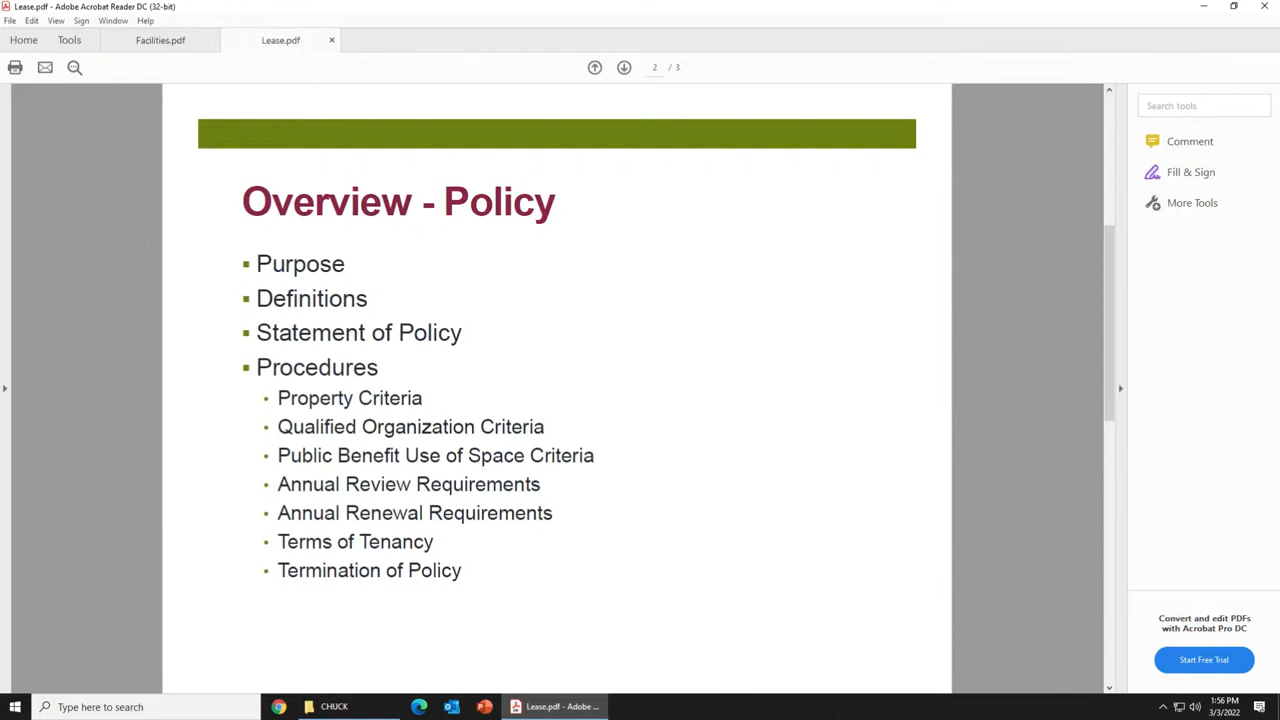 Lease.pdf - Adobe Acrobat Reader DC (32-bit)
File Edit View Sign Window Help
Home Tools Facilities.pdf Lease.pdf ×
2 / 3
Search tools
Comment
Fill & Sign
More Tools
Overview - Policy
▪ Purpose
▪ Definitions
▪ Statement of Policy
▪ Procedures
• Property Criteria
• Qualified Organization Criteria
• Public Benefit Use of Space Criteria
• Annual Review Requirements
• Annual Renewal Requirements
• Terms of Tenancy
• Termination of Policy
Convert and edit PDFs
with Acrobat Pro DC
Start Free Trial
Type here to search
CHUCK
Lease.pdf - Adobe ...
1:56 PM
3/3/2022